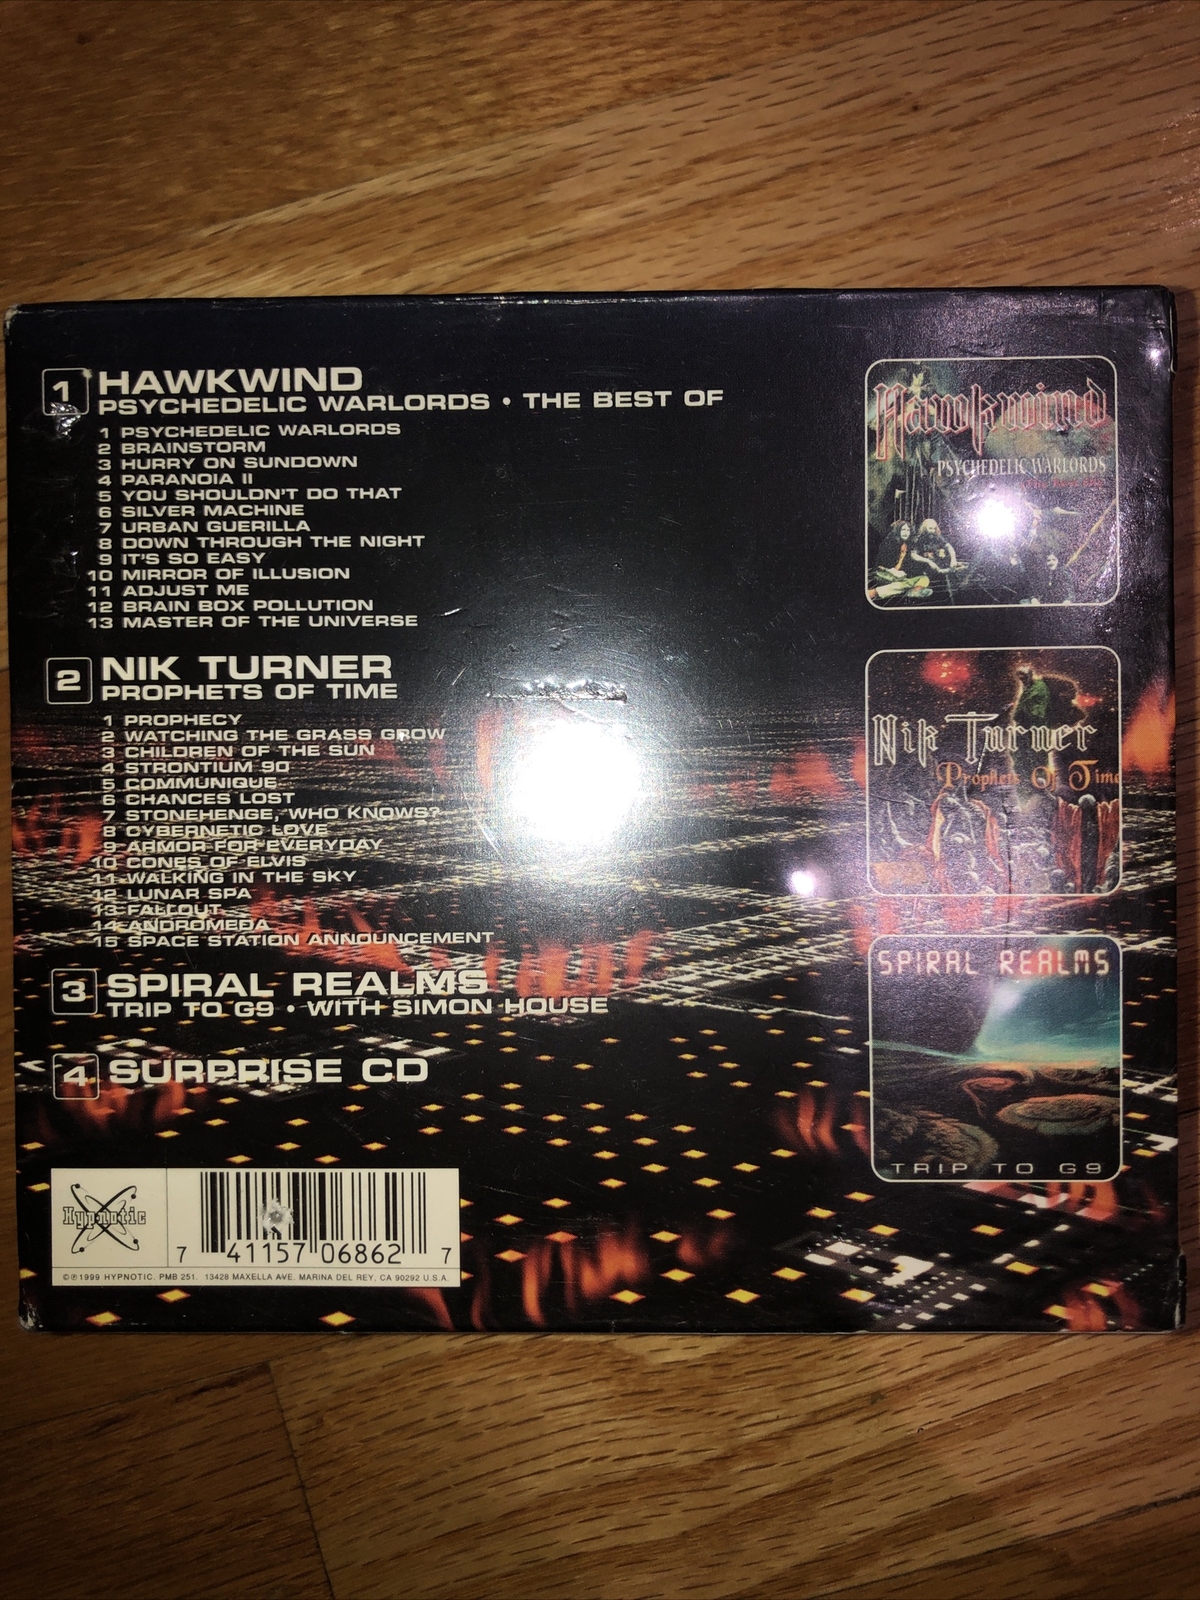 1 HAWKWIND
PSYCHEDELIC WARLORDS • THE BEST OF
1 PSYCHEDELIC WARLORDS
2 BRAINSTORM
3 HURRY ON SUNDOWN
4 PARANOIA II
5 YOU SHOULDN'T DO THAT
6 SILVER MACHINE
7 URBAN GUERILLA
8 DOWN THROUGH THE NIGHT
9 IT'S SO EASY
10 MIRROR OF ILLUSION
11 ADJUST ME
12 BRAIN BOX POLLUTION
13 MASTER OF THE UNIVERSE
2 NIK TURNER
PROPHETS OF TIME
1 PROPHECY
2 WATCHING THE GRASS GROW
3 CHILDREN OF THE SUN
4 STRONTIUM 90
5 COMMUNIQUE
6 CHANCES LOST
7 STONEHENGE, WHO KNOWS?
8 CYBERNETIC LOVE
9 ARMOR FOR EVERYDAY
10 CONES OF ELVIS
11 WALKING IN THE SKY
12 LUNAR SPA
13 FALLOUT
14 ANDROMEDA
15 SPACE STATION ANNOUNCEMENT
3 SPIRAL REALMS
TRIP TO G9 • WITH SIMON HOUSE
4 SURPRISE CD
Hypnotic
7 41157 06862 7
©℗1999 HYPNOTIC. PMB 251. 13428 MAXELLA AVE. MARINA DEL REY, CA 90292 U.S.A.
Hawkwind
PSYCHEDELIC WARLORDS
Nik Turner
Prophets Of Time
SPIRAL REALMS
TRIP TO G9